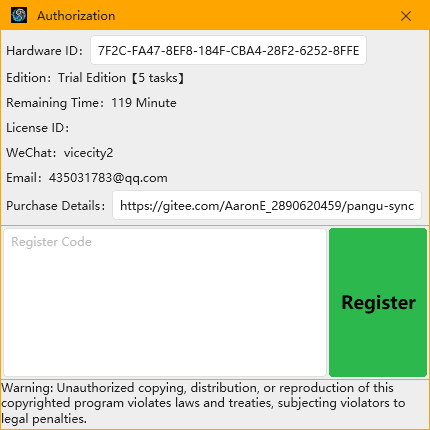 Authorization
Hardware ID: 7F2C-FA47-8EF8-184F-CBA4-28F2-6252-8FFE
Edition: Trial Edition【5 tasks】
Remaining Time: 119 Minute
License ID:
WeChat: vicecity2
Email: 435031783@qq.com
Purchase Details: https://gitee.com/AaronE_2890620459/pangu-sync
Register Code
Register
Warning: Unauthorized copying, distribution, or reproduction of this
copyrighted program violates laws and treaties, subjecting violators to
legal penalties.